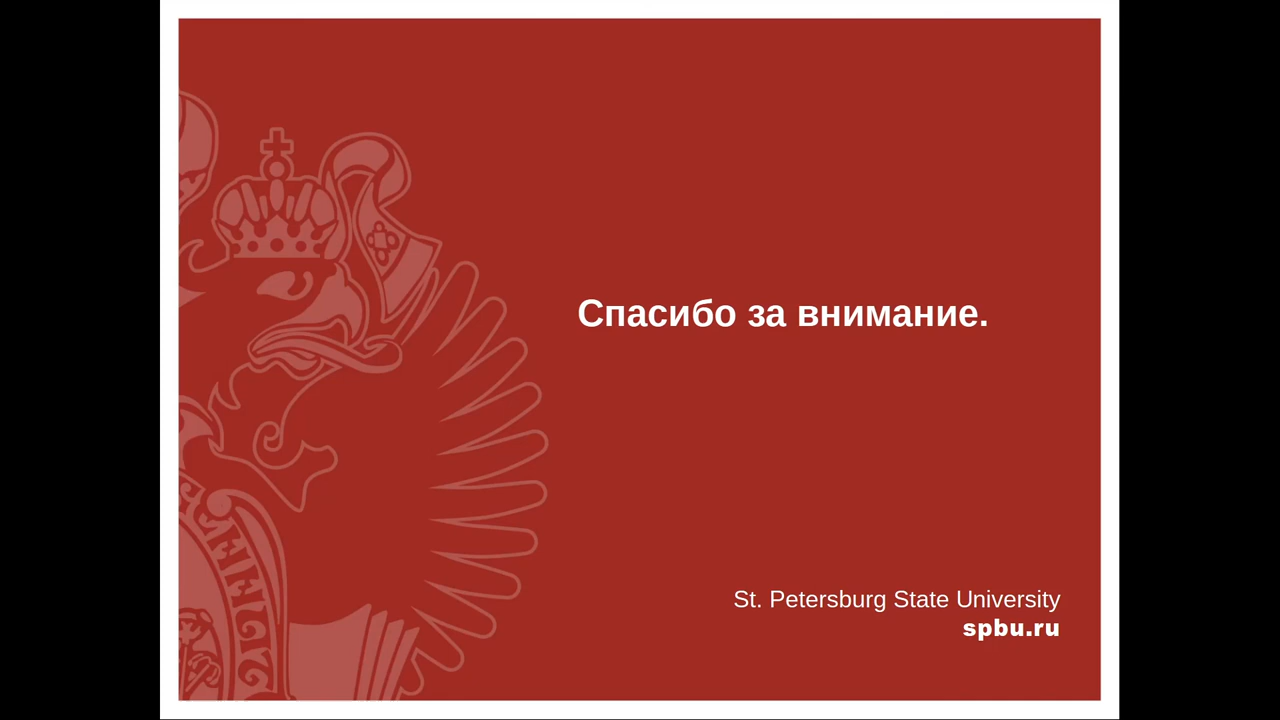 Спасибо за внимание.
St. Petersburg State University
spbu.ru